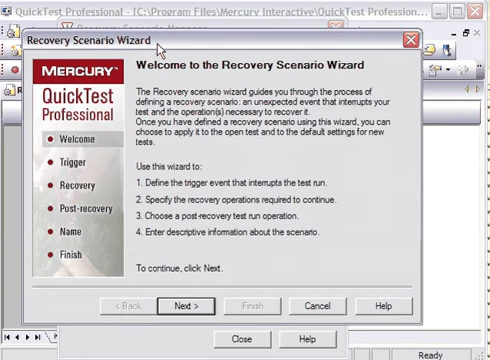 QuickTest Professional - [C:\Program Files\Mercury Interactive\QuickTest Profession...
Recovery Scenario Manager
Recovery Scenario Wizard
MERCURY™
QuickTest
Professional
Welcome
Trigger
Recovery
Post-recovery
Name
Finish
Welcome to the Recovery Scenario Wizard
The Recovery scenario wizard guides you through the process of
defining a recovery scenario: an unexpected event that interrupts your
test and the operation(s) necessary to recover it.
Once you have defined a recovery scenario using this wizard, you can
choose to apply it to the open test and to the default settings for new
tests.
Use this wizard to:
1. Define the trigger event that interrupts the test run.
2. Specify the recovery operations required to continue.
3. Choose a post-recovery test run operation.
4. Enter descriptive information about the scenario.
To continue, click Next.
< Back
Next >
Finish
Cancel
Help
Close
Help
Ready